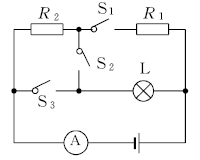 R₂ S₁ R₁
S₂ L
S₃
A